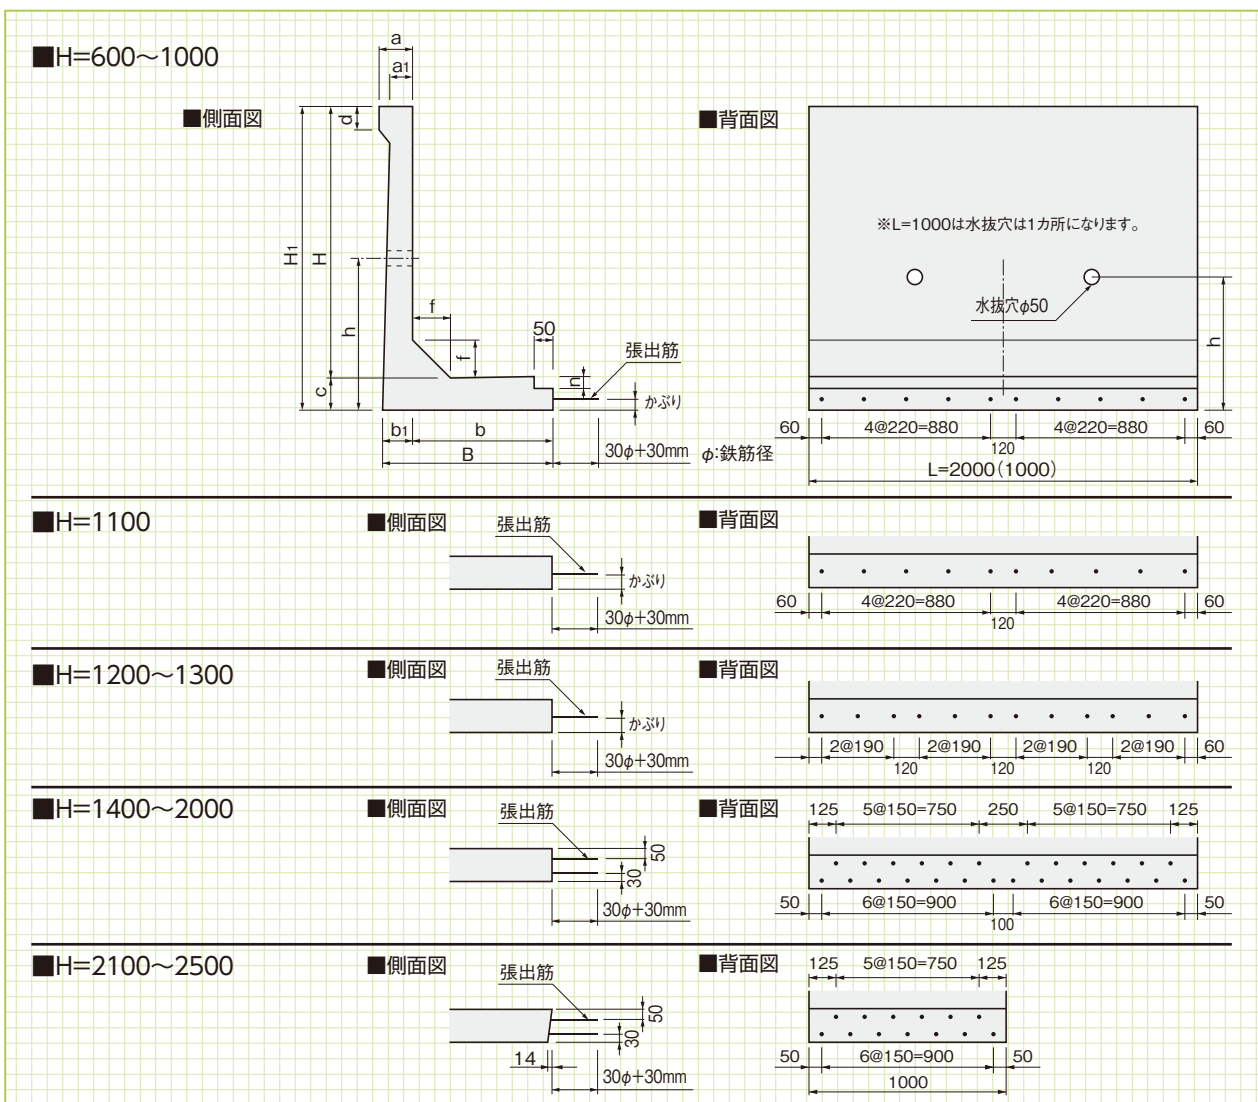 ■H=600〜1000
■側面図
a
a1
d
H1
H
h
c
f
f
50
n
張出筋
かぶり
b1
b
B
30φ+30mm
φ:鉄筋径
■背面図
※L=1000は水抜穴は1カ所になります。
水抜穴φ50
h
60
4@220=880
120
4@220=880
60
L=2000(1000)
■H=1100
■側面図
張出筋
かぶり
30φ+30mm
■背面図
60
4@220=880
120
4@220=880
60
■H=1200〜1300
■側面図
張出筋
かぶり
30φ+30mm
■背面図
2@190
120
2@190
120
2@190
120
2@190
60
■H=1400〜2000
■側面図
張出筋
50
30
30φ+30mm
■背面図
125
5@150=750
250
5@150=750
125
50
6@150=900
100
6@150=900
50
■H=2100〜2500
■側面図
張出筋
50
30
14
30φ+30mm
■背面図
125
5@150=750
125
50
6@150=900
50
1000